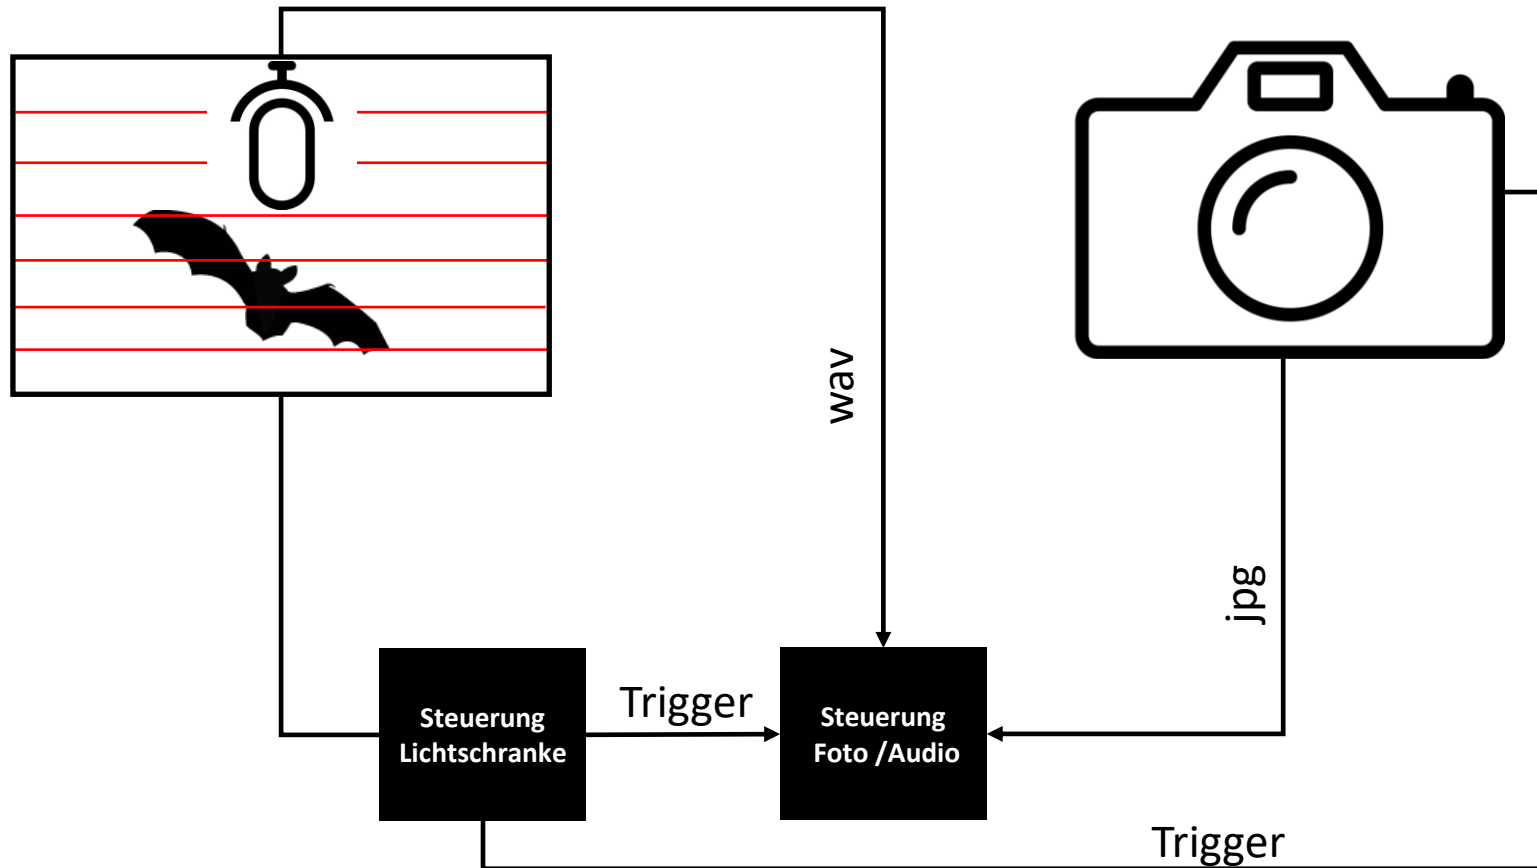 wav
jpg
Steuerung
Lichtschranke
Trigger
Steuerung
Foto /Audio
Trigger